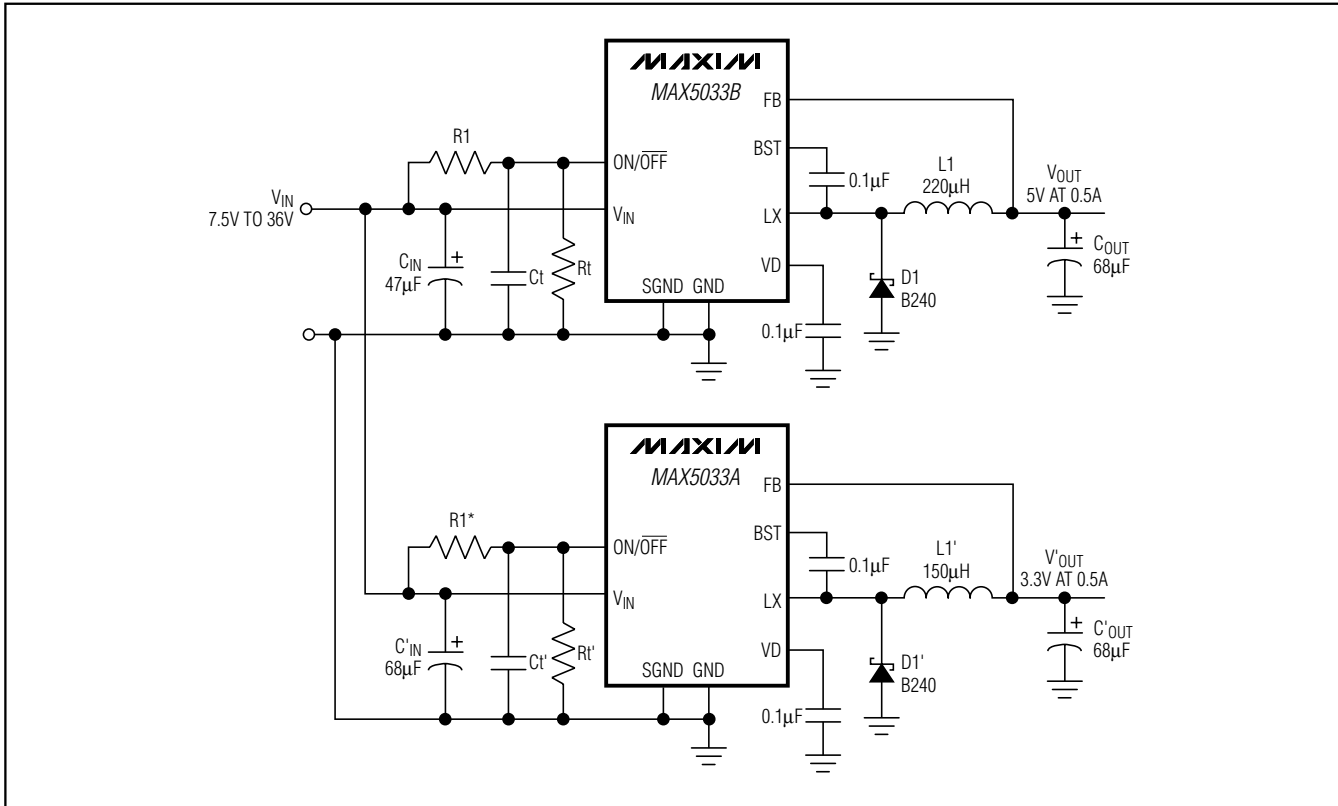 MAXIM
MAX5033B
FB
R1
BST
ON/OFF
L1
220μH
VOUT
5V AT 0.5A
0.1μF
VIN
7.5V TO 36V
VIN
LX
CIN
47μF
+
Ct
Rt
VD
D1
B240
+
COUT
68μF
SGND GND
0.1μF
MAXIM
MAX5033A
FB
R1*
BST
ON/OFF
L1'
150μH
V'OUT
3.3V AT 0.5A
0.1μF
VIN
LX
C'IN
68μF
+
Ct'
Rt'
VD
D1'
B240
+
C'OUT
68μF
SGND GND
0.1μF